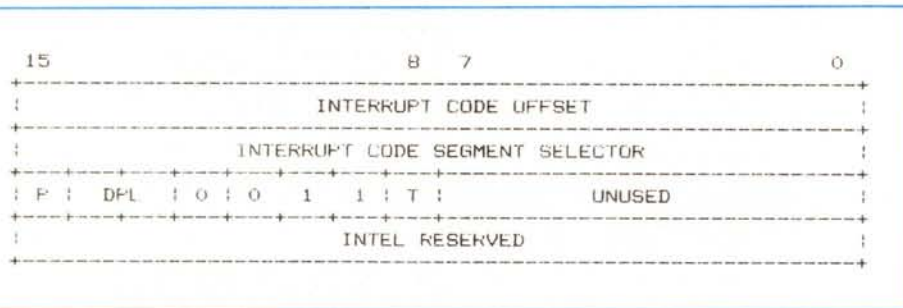 15 8 7 0
INTERRUPT CODE OFFSET
INTERRUPT CODE SEGMENT SELECTOR
P DPL 0 0 1 1 T UNUSED
INTEL RESERVED